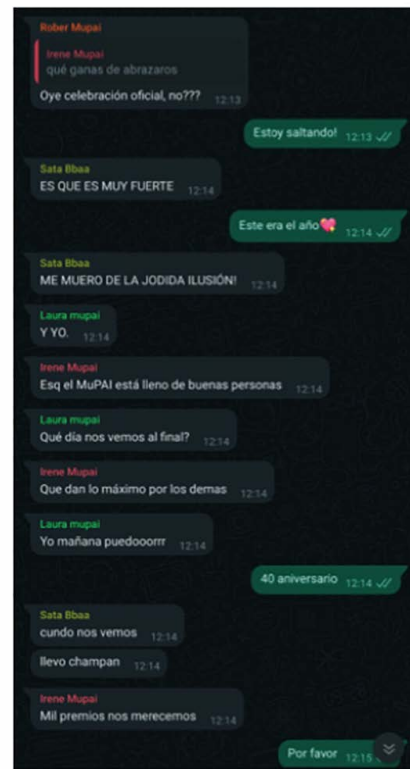 Rober Mupai
Irene Mupai
qué ganas de abrazaros
Oye celebración oficial, no??? 12:13
Estoy saltando! 12:13
Sata Bbaa
ES QUE ES MUY FUERTE 12:14
Este era el año💘 12:14
Sata Bbaa
ME MUERO DE LA JODIDA ILUSIÓN! 12:14
Laura mupai
Y YO. 12:14
Irene Mupai
Esq el MuPAI está lleno de buenas personas 12:14
Laura mupai
Qué día nos vemos al final? 12:14
Irene Mupai
Que dan lo máximo por los demas 12:14
Laura mupai
Yo mañana puedooorrr 12:14
40 aniversario 12:14
Sata Bbaa
cundo nos vemos 12:14
llevo champan 12:14
Irene Mupai
Mil premios nos merecemos 12:14
Por favor 12:15